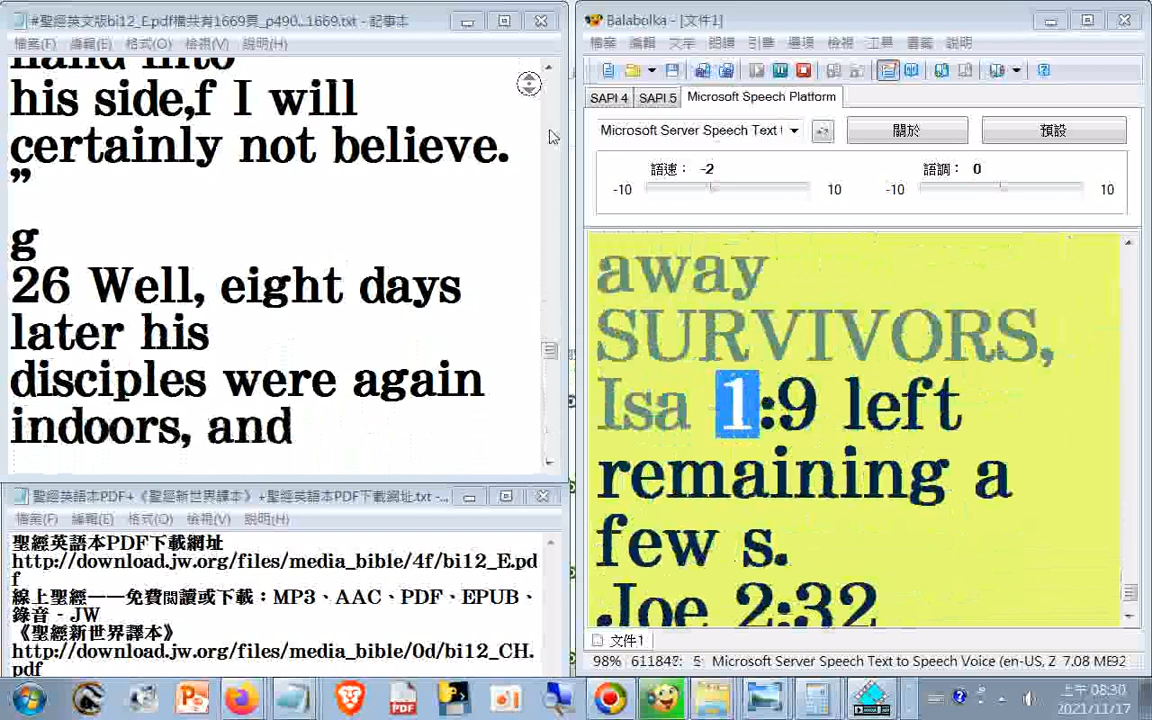 #聖經英文版bi12_E.pdf檔共有1669頁_p490...1669.txt - 記事本
檔案(F) 編輯(E) 格式(O) 檢視(V) 說明(H)
hand into
his side,f I will
certainly not believe.
”
g
26 Well, eight days
later his
disciples were again
indoors, and
聖經英語本PDF+《聖經新世界譯本》+聖經英語本PDF下載網址.txt -...
檔案(F) 編輯(E) 格式(O) 檢視(V) 說明(H)
聖經英語本PDF下載網址
http://download.jw.org/files/media_bible/4f/bi12_E.pd
f
線上聖經——免費閱讀或下載：MP3、AAC、PDF、EPUB、
錄音 - JW
《聖經新世界譯本》
http://download.jw.org/files/media_bible/0d/bi12_CH.
pdf
Balabolka - [文件1]
檔案 編輯 文字 朗讀 引擎 選項 檢視 工具 書籤 說明
SAPI 4 SAPI 5 Microsoft Speech Platform
Microsoft Server Speech Text
關於 預設
語速： -2 語調： 0
-10 10 -10 10
away
SURVIVORS,
Isa 1:9 left
remaining a
few s.
Joe 2:32
文件1
98% Microsoft Server Speech Text to Speech Voice (en-US, Z 7.08 ME
PDF
上午 08:30
2021/11/17